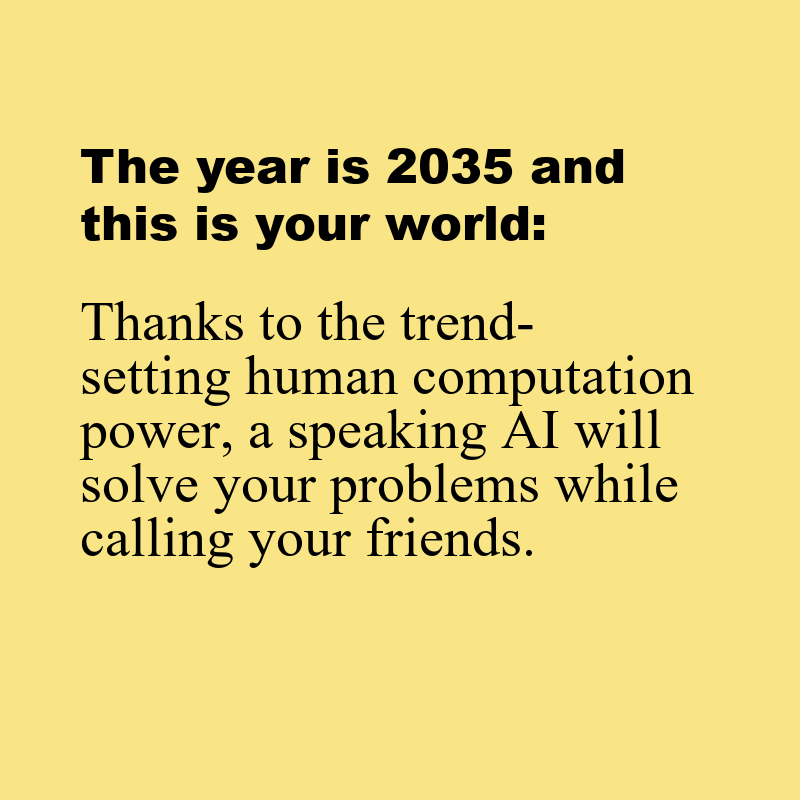 The year is 2035 and
this is your world:
Thanks to the trend-
setting human computation
power, a speaking AI will
solve your problems while
calling your friends.